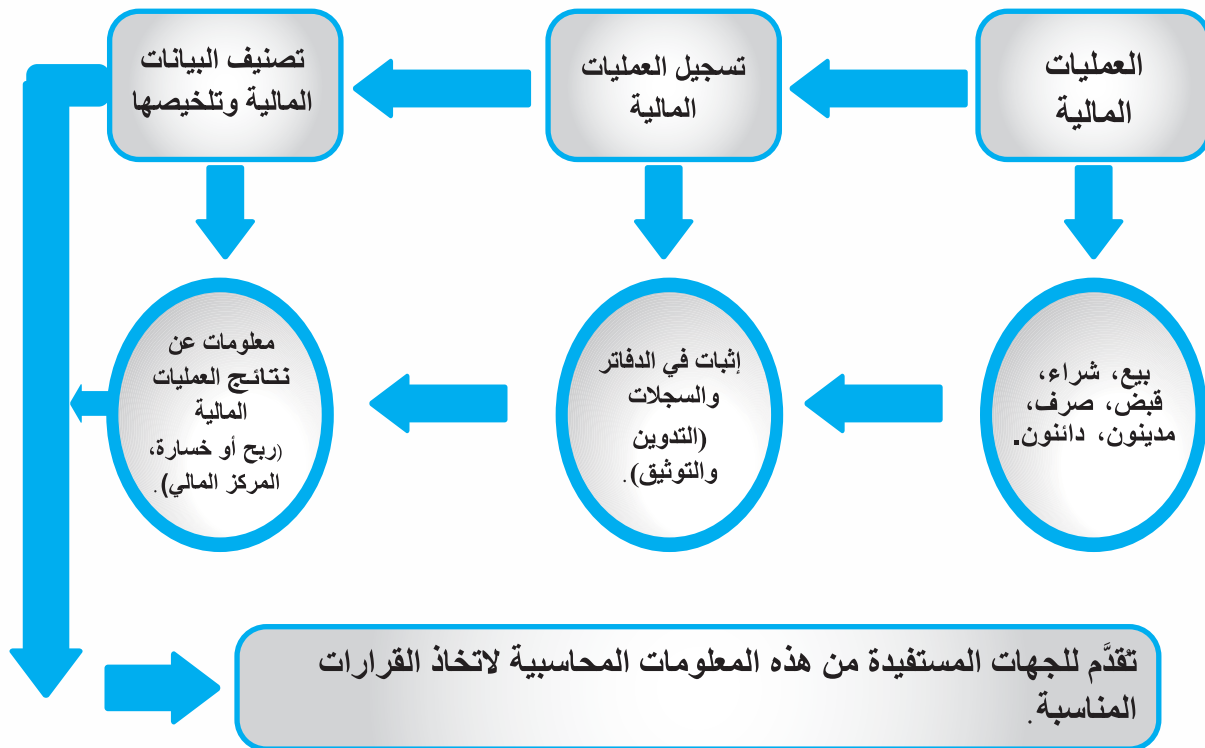 العمليات
المالية
تسجيل العمليات
المالية
تصنيف البيانات
المالية وتلخيصها
بيع، شراء،
قبض، صرف،
مدينون، دائنون.
إثبات في الدفاتر
والسجلات
(التدوين
والتوثيق).
معلومات عن
نتائج العمليات
المالية
(ربح أو خسارة،
المركز المالي).
تقدَّم للجهات المستفيدة من هذه المعلومات المحاسبية لاتخاذ القرارات
المناسبة.